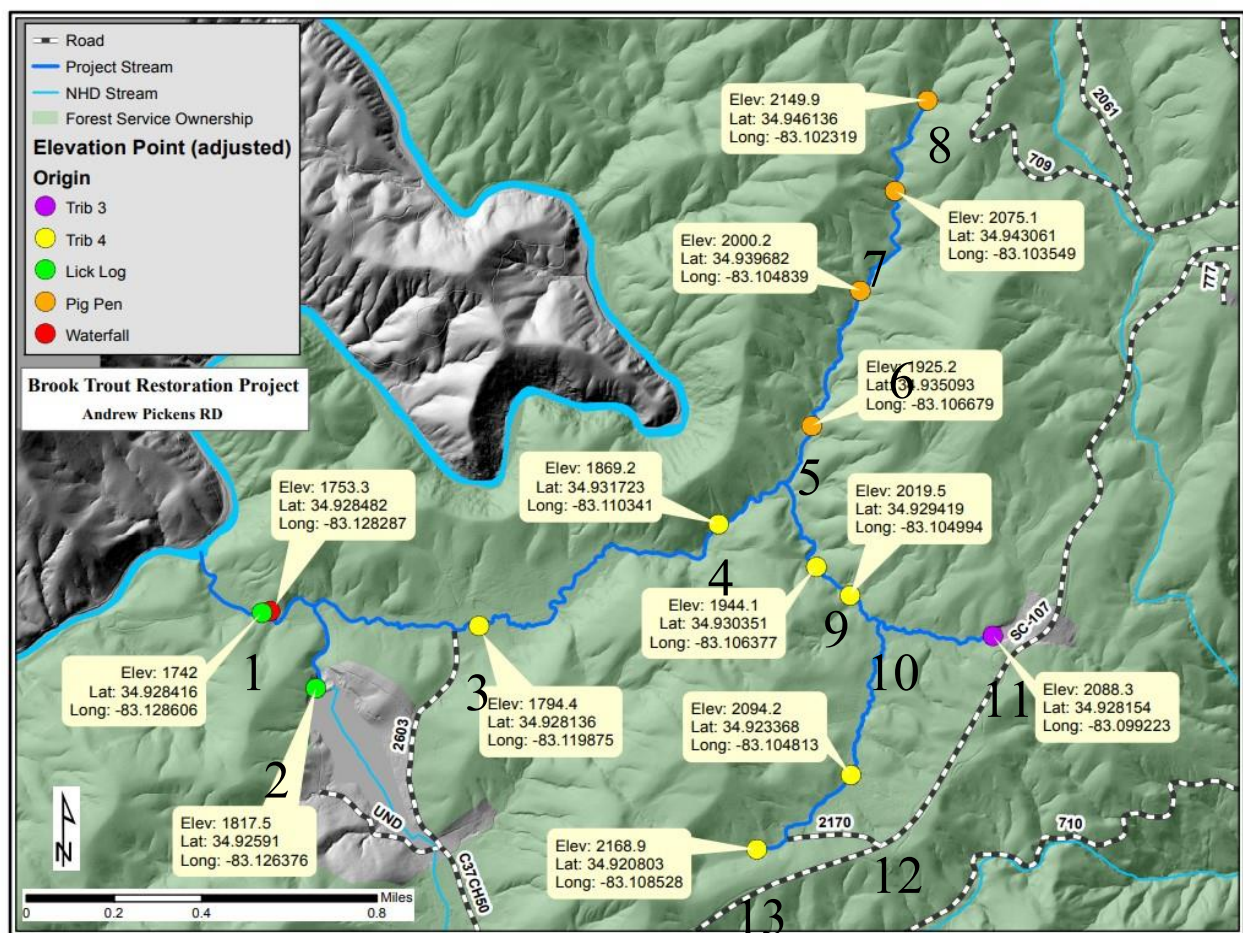 Road
Project Stream
NHD Stream
Forest Service Ownership
Elevation Point (adjusted)
Origin
Trib 3
Trib 4
Lick Log
Pig Pen
Waterfall
Brook Trout Restoration Project
Andrew Pickens RD
Elev: 2149.9
Lat: 34.946136
Long: -83.102319
8
2061
709
Elev: 2075.1
Lat: 34.943061
Long: -83.103549
Elev: 2000.2
Lat: 34.939682
Long: -83.104839
7
777
Elev: 1925.2
Lat: 34.935093
Long: -83.106679
6
5
Elev: 1869.2
Lat: 34.931723
Long: -83.110341
4
Elev: 1753.3
Lat: 34.928482
Long: -83.128287
Elev: 2019.5
Lat: 34.929419
Long: -83.104994
Elev: 1944.1
Lat: 34.930351
Long: -83.106377
9
10
SC-107
11
Elev: 1742
Lat: 34.928416
Long: -83.128606
1
3
Elev: 1794.4
Lat: 34.928136
Long: -83.119875
2603
Elev: 2088.3
Lat: 34.928154
Long: -83.099223
Elev: 2094.2
Lat: 34.923368
Long: -83.104813
2
Elev: 1817.5
Lat: 34.92591
Long: -83.126376
UND
C37CH50
Elev: 2168.9
Lat: 34.920803
Long: -83.108528
2170
710
12
13
N
Miles
0 0.2 0.4 0.8